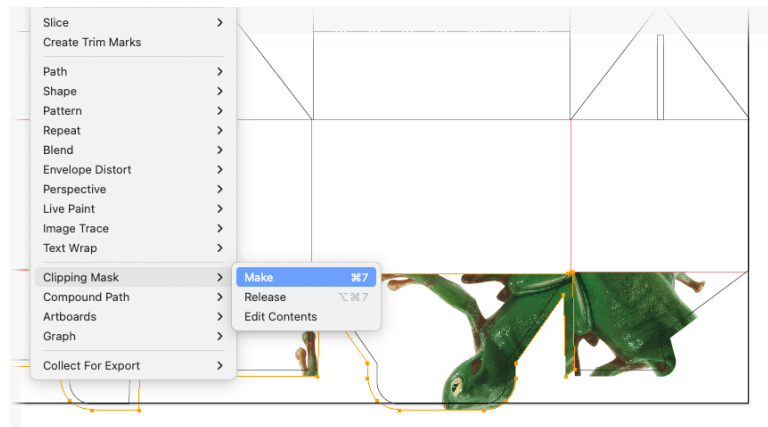 Slice
Create Trim Marks
Path
Shape
Pattern
Repeat
Blend
Envelope Distort
Perspective
Live Paint
Image Trace
Text Wrap
Clipping Mask
Make ⌘7
Compound Path
Release ⌥⌘7
Artboards
Edit Contents
Graph
Collect For Export